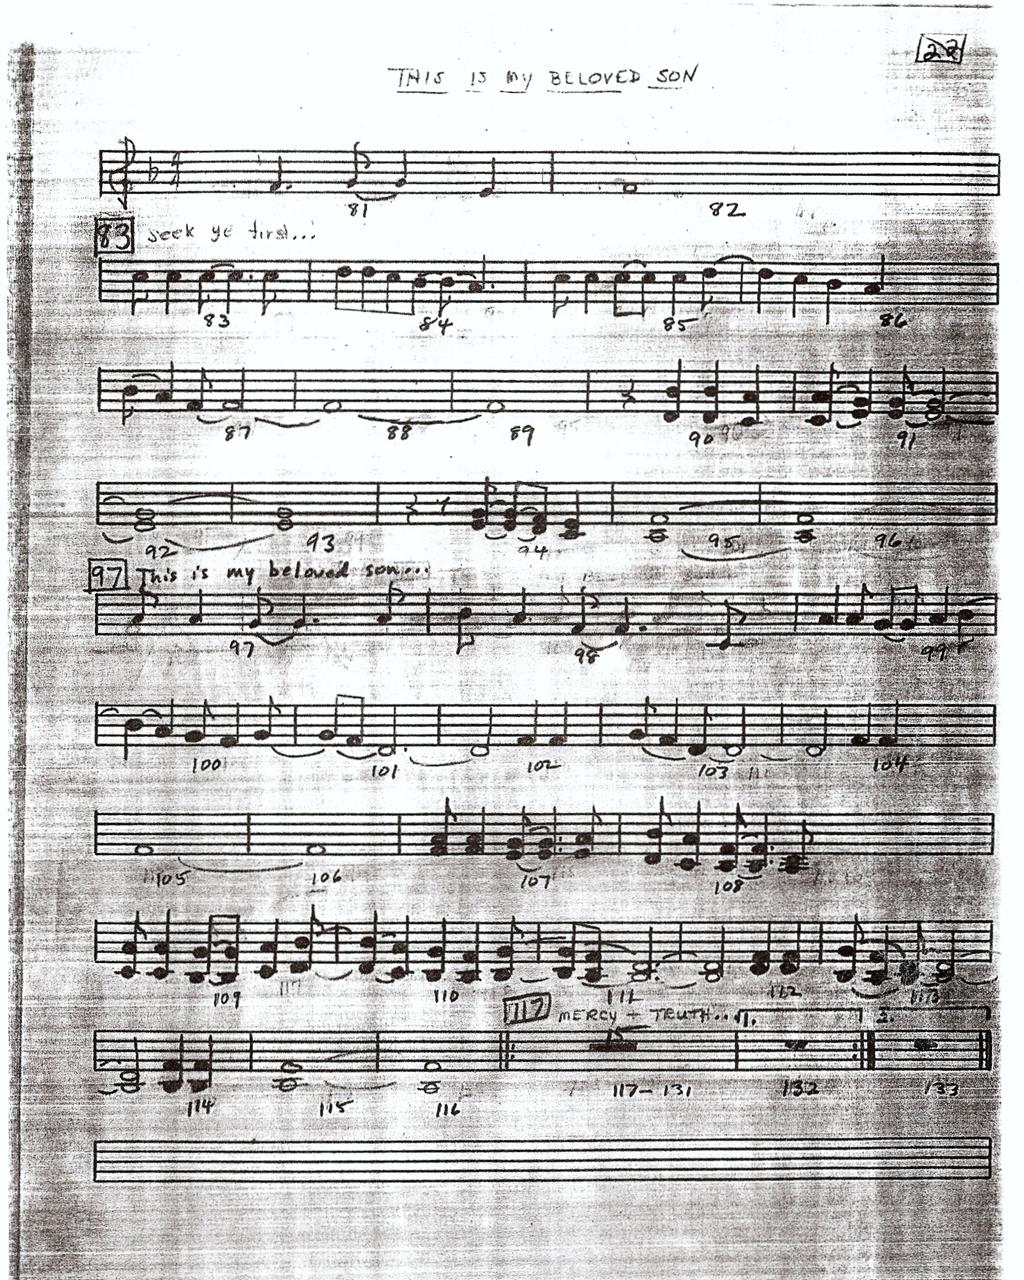 22
THIS IS MY BELOVED SON
81 82
83 Seek ye first...
83 84 85 86
87 88 89 90 91
92 93 94 95 96
97 This is my beloved son...
97 98 99
100 101 102 103 104
105 106 107 108
109 110 111 112 113
117 MERCY + TRUTH... 1. 2.
15
114 115 116 117-131 132 133